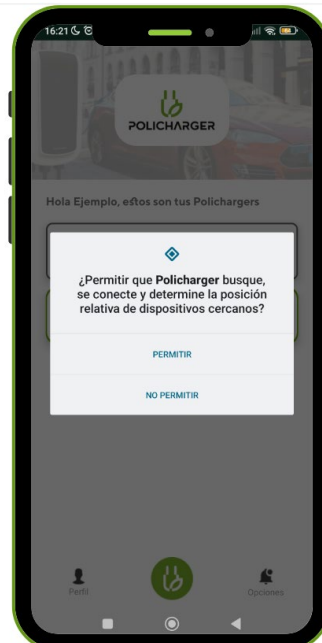 16:21
POLICHARGER
Hola Ejemplo, estos son tus Polichargers
¿Permitir que Policharger busque,
se conecte y determine la posición
relativa de dispositivos cercanos?
PERMITIR
NO PERMITIR
Perfil
Opciones